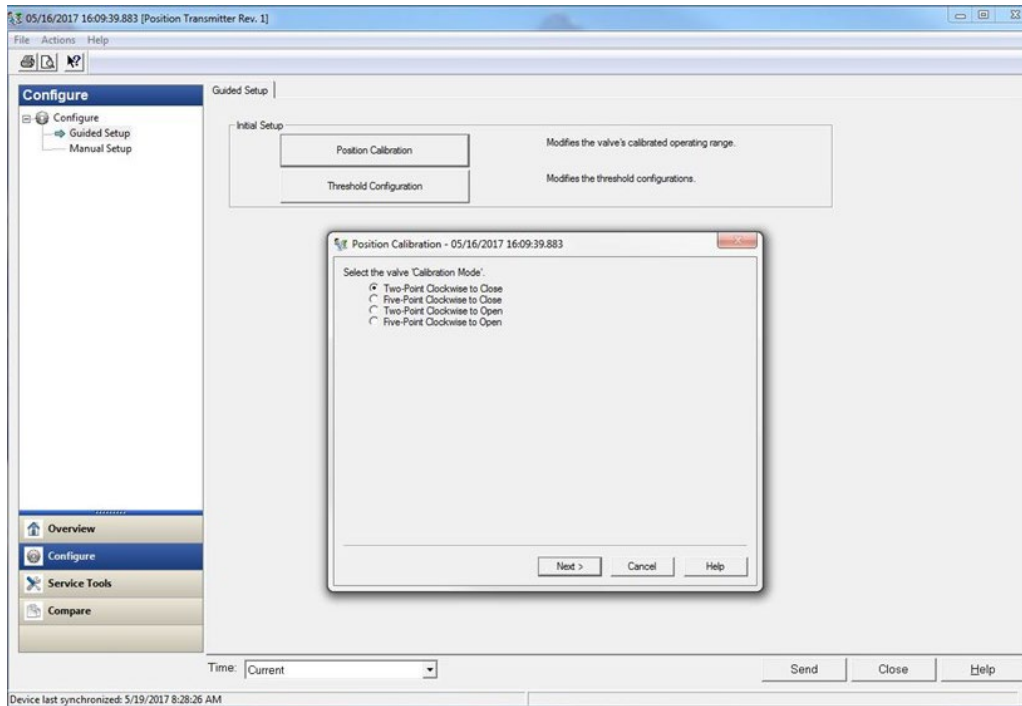 05/16/2017 16:09:39.883 [Position Transmitter Rev. 1]
File Actions Help
Configure
Configure
Guided Setup
Manual Setup
Guided Setup
Initial Setup
Position Calibration
Modifies the valve's calibrated operating range.
Threshold Configuration
Modifies the threshold configurations.
Position Calibration - 05/16/2017 16:09:39.883
Select the valve 'Calibration Mode'.
Two-Point Clockwise to Close
Five-Point Clockwise to Close
Two-Point Clockwise to Open
Five-Point Clockwise to Open
Next > Cancel Help
Overview
Configure
Service Tools
Compare
Time: Current
Send Close Help
Device last synchronized: 5/19/2017 8:28:26 AM